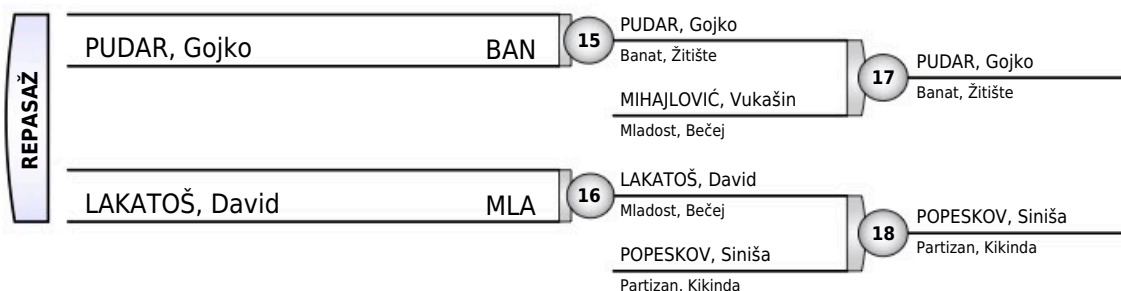 REPASAŽ
PUDAR, Gojko BAN
15
PUDAR, Gojko
Banat, Žitište
MIHAJLOVIĆ, Vukašin
Mladost, Bečej
17
PUDAR, Gojko
Banat, Žitište
LAKATOŠ, David MLA
16
LAKATOŠ, David
Mladost, Bečej
POPESKOV, Siniša
Partizan, Kikinda
18
POPESKOV, Siniša
Partizan, Kikinda